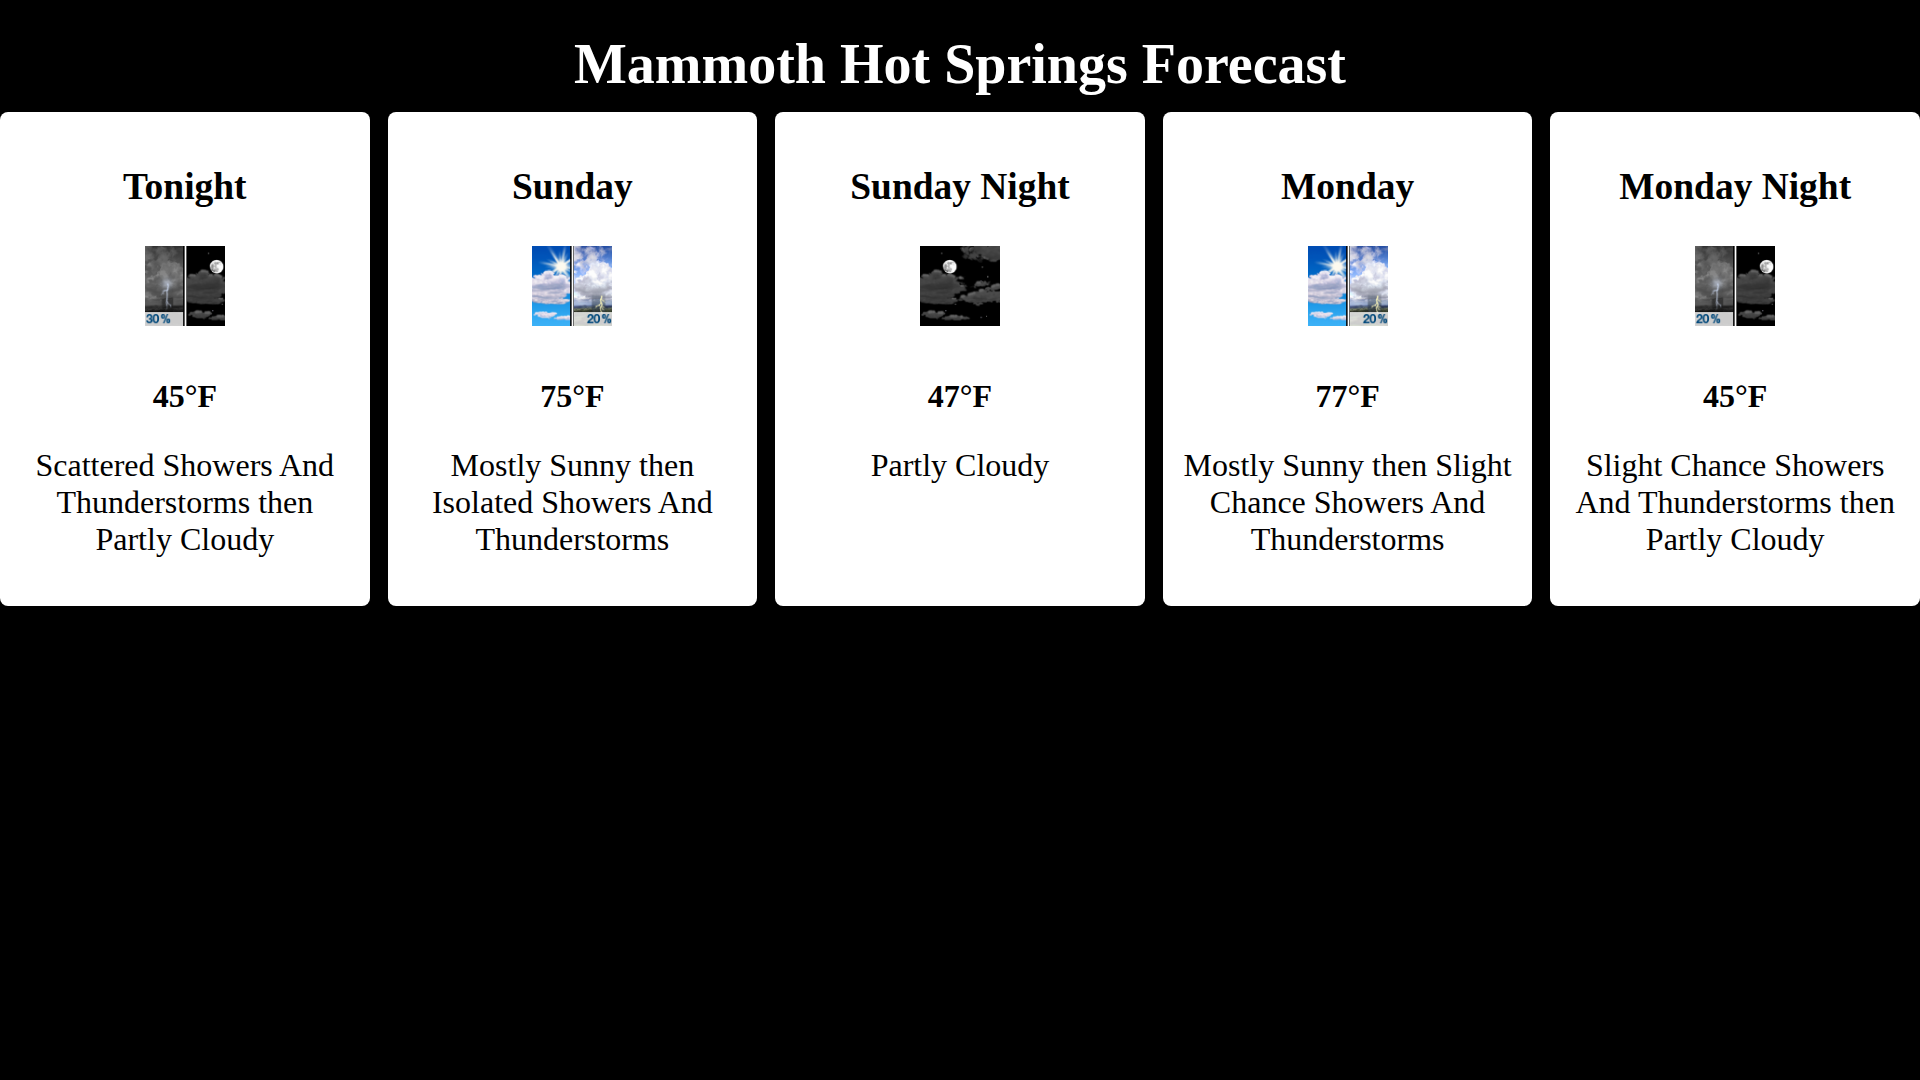 Mammoth Hot Springs Forecast
Tonight
30%
45°F
Scattered Showers And
Thunderstorms then
Partly Cloudy
Sunday
20%
75°F
Mostly Sunny then
Isolated Showers And
Thunderstorms
Sunday Night
47°F
Partly Cloudy
Monday
20%
77°F
Mostly Sunny then Slight
Chance Showers And
Thunderstorms
Monday Night
20%
45°F
Slight Chance Showers
And Thunderstorms then
Partly Cloudy